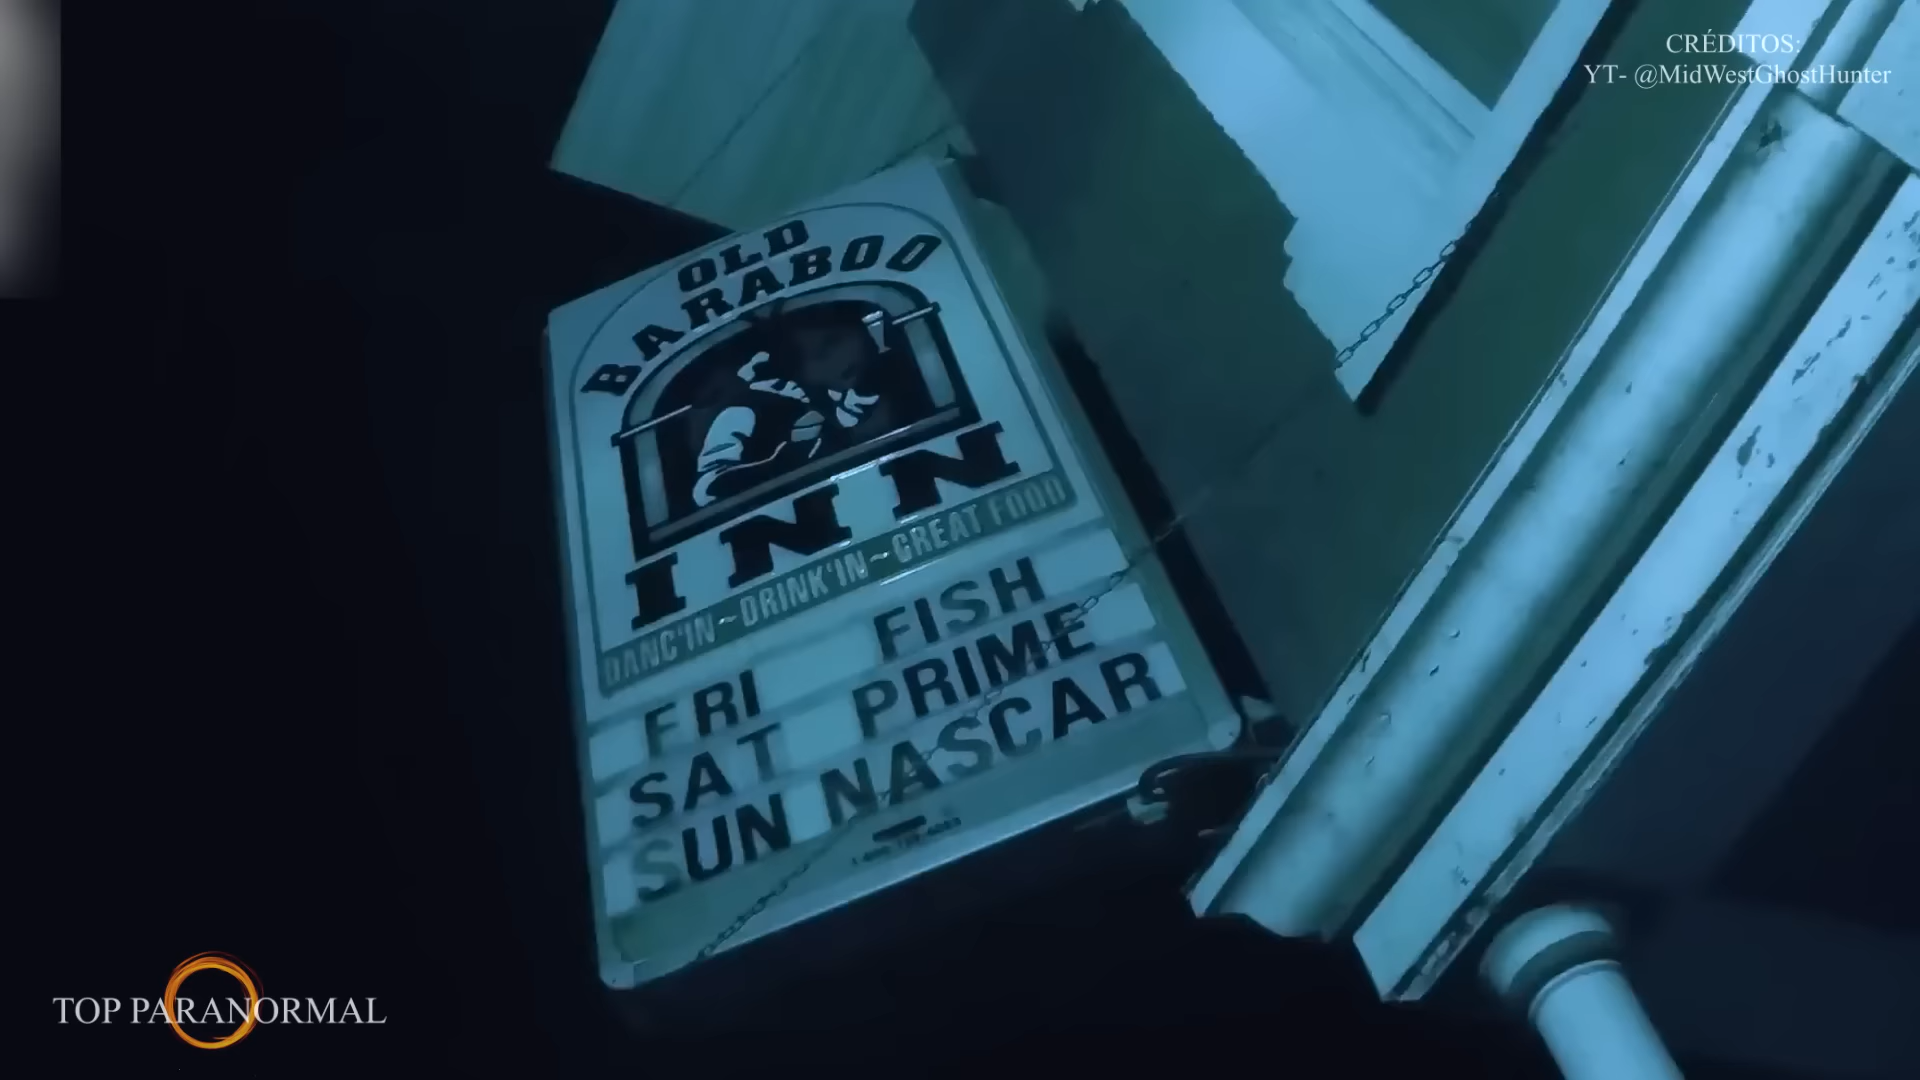 CRÉDITOS:
YT- @MidWestGhostHunter
OLD
BARABOO
INN
DANC'IN~DRINK'IN~GREAT FOOD
FRI FISH
SAT PRIME
SUN NASCAR
TOP PARANORMAL